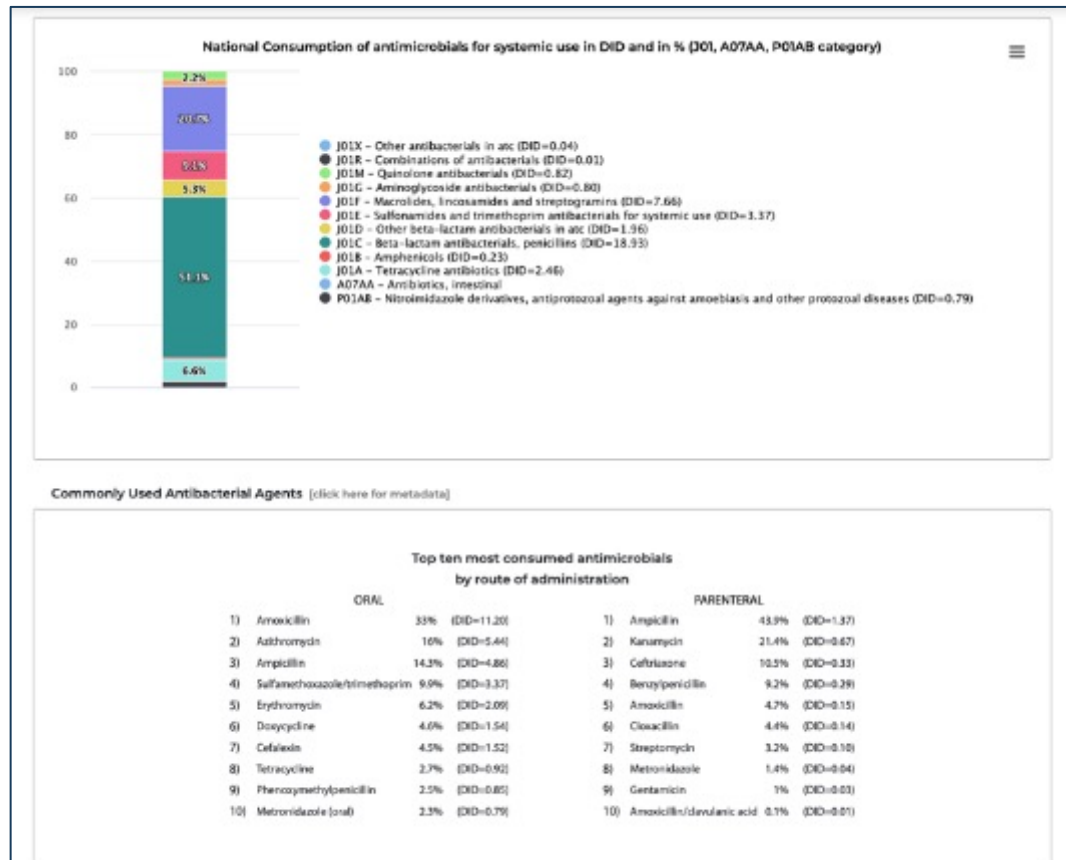 National Consumption of antimicrobials for systemic use in DID and in % (J01, A07AA, P01AB category)
100
80
60
40
20
0
2.2%
20.7%
9.1%
5.3%
51.1%
6.6%
J01X – Other antibacterials in atc (DID=0.04)
J01R – Combinations of antibacterials (DID=0.01)
J01M – Quinolone antibacterials (DID=0.82)
J01G – Aminoglycoside antibacterials (DID=0.80)
J01F – Macrolides, lincosamides and streptogramins (DID=7.66)
J01E – Sulfonamides and trimethoprim antibacterials for systemic use (DID=3.37)
J01D – Other beta-lactam antibacterials in atc (DID=1.96)
J01C – Beta-lactam antibacterials, penicillins (DID=18.93)
J01B – Amphenicols (DID=0.23)
J01A – Tetracycline antibiotics (DID=2.46)
A07AA – Antibiotics, intestinal
P01AB – Nitroimidazole derivatives, antiprotozoal agents against amoebiasis and other protozoal diseases (DID=0.79)
Commonly Used Antibacterial Agents [click here for metadata]
Top ten most consumed antimicrobials
by route of administration
ORAL
1) Amoxicillin 33% (DID=11.20)
2) Azithromycin 16% (DID=5.44)
3) Ampicillin 14.3% (DID=4.86)
4) Sulfamethoxazole/trimethoprim 9.9% (DID=3.37)
5) Erythromycin 6.2% (DID=2.09)
6) Doxycycline 4.6% (DID=1.54)
7) Cefalexin 4.5% (DID=1.52)
8) Tetracycline 2.7% (DID=0.92)
9) Phenoxymethylpenicillin 2.5% (DID=0.85)
10) Metronidazole (oral) 2.3% (DID=0.79)
PARENTERAL
1) Ampicillin 43.9% (DID=1.37)
2) Kanamycin 21.4% (DID=0.67)
3) Ceftriaxone 10.5% (DID=0.33)
4) Benzylpenicillin 9.2% (DID=0.29)
5) Amoxicillin 4.7% (DID=0.15)
6) Cloxacillin 4.4% (DID=0.14)
7) Streptomycin 3.2% (DID=0.10)
8) Metronidazole 1.4% (DID=0.04)
9) Gentamicin 1% (DID=0.03)
10) Amoxicillin/clavulanic acid 0.1% (DID=0.01)